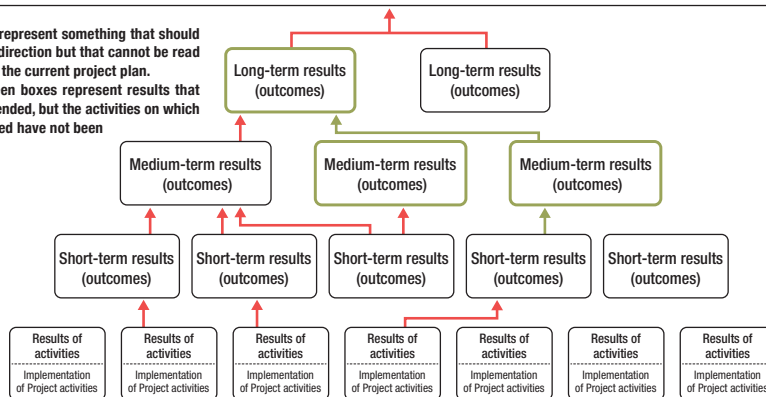 represent something that should
direction but that cannot be read
the current project plan.
en boxes represent results that
ended, but the activities on which
ed have not been
Long-term results
(outcomes)
Long-term results
(outcomes)
Medium-term results
(outcomes)
Medium-term results
(outcomes)
Medium-term results
(outcomes)
Short-term results
(outcomes)
Short-term results
(outcomes)
Short-term results
(outcomes)
Short-term results
(outcomes)
Short-term results
(outcomes)
Results of
activities
Implementation
of Project activities
Results of
activities
Implementation
of Project activities
Results of
activities
Implementation
of Project activities
Results of
activities
Implementation
of Project activities
Results of
activities
Implementation
of Project activities
Results of
activities
Implementation
of Project activities
Results of
activities
Implementation
of Project activities